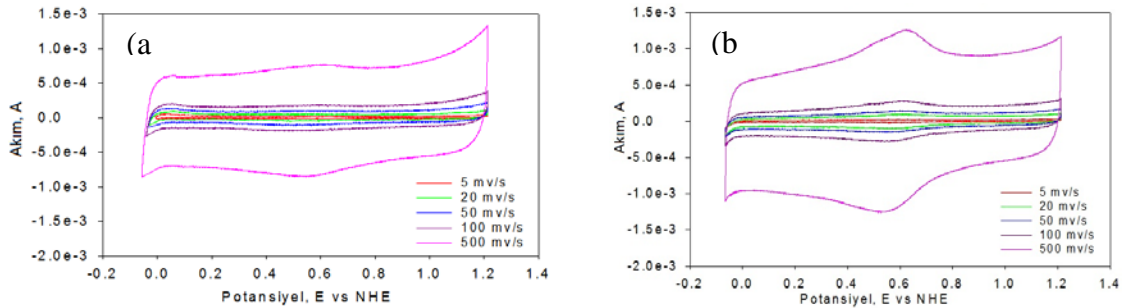 (a)
1.5e-3
1.0e-3
5.0e-4
0.0
-5.0e-4
-1.0e-3
-1.5e-3
-2.0e-3
Akım, A
5 mv/s
20 mv/s
50 mv/s
100 mv/s
500 mv/s
-0.2 0.0 0.2 0.4 0.6 0.8 1.0 1.2 1.4
Potansiyel, E vs NHE
(b)
1.5e-3
1.0e-3
5.0e-4
0.0
-5.0e-4
-1.0e-3
-1.5e-3
-2.0e-3
Akım, A
5 mv/s
20 mv/s
50 mv/s
100 mv/s
500 mv/s
-0.2 0.0 0.2 0.4 0.6 0.8 1.0 1.2 1.4
Potansiyel, E vs NHE